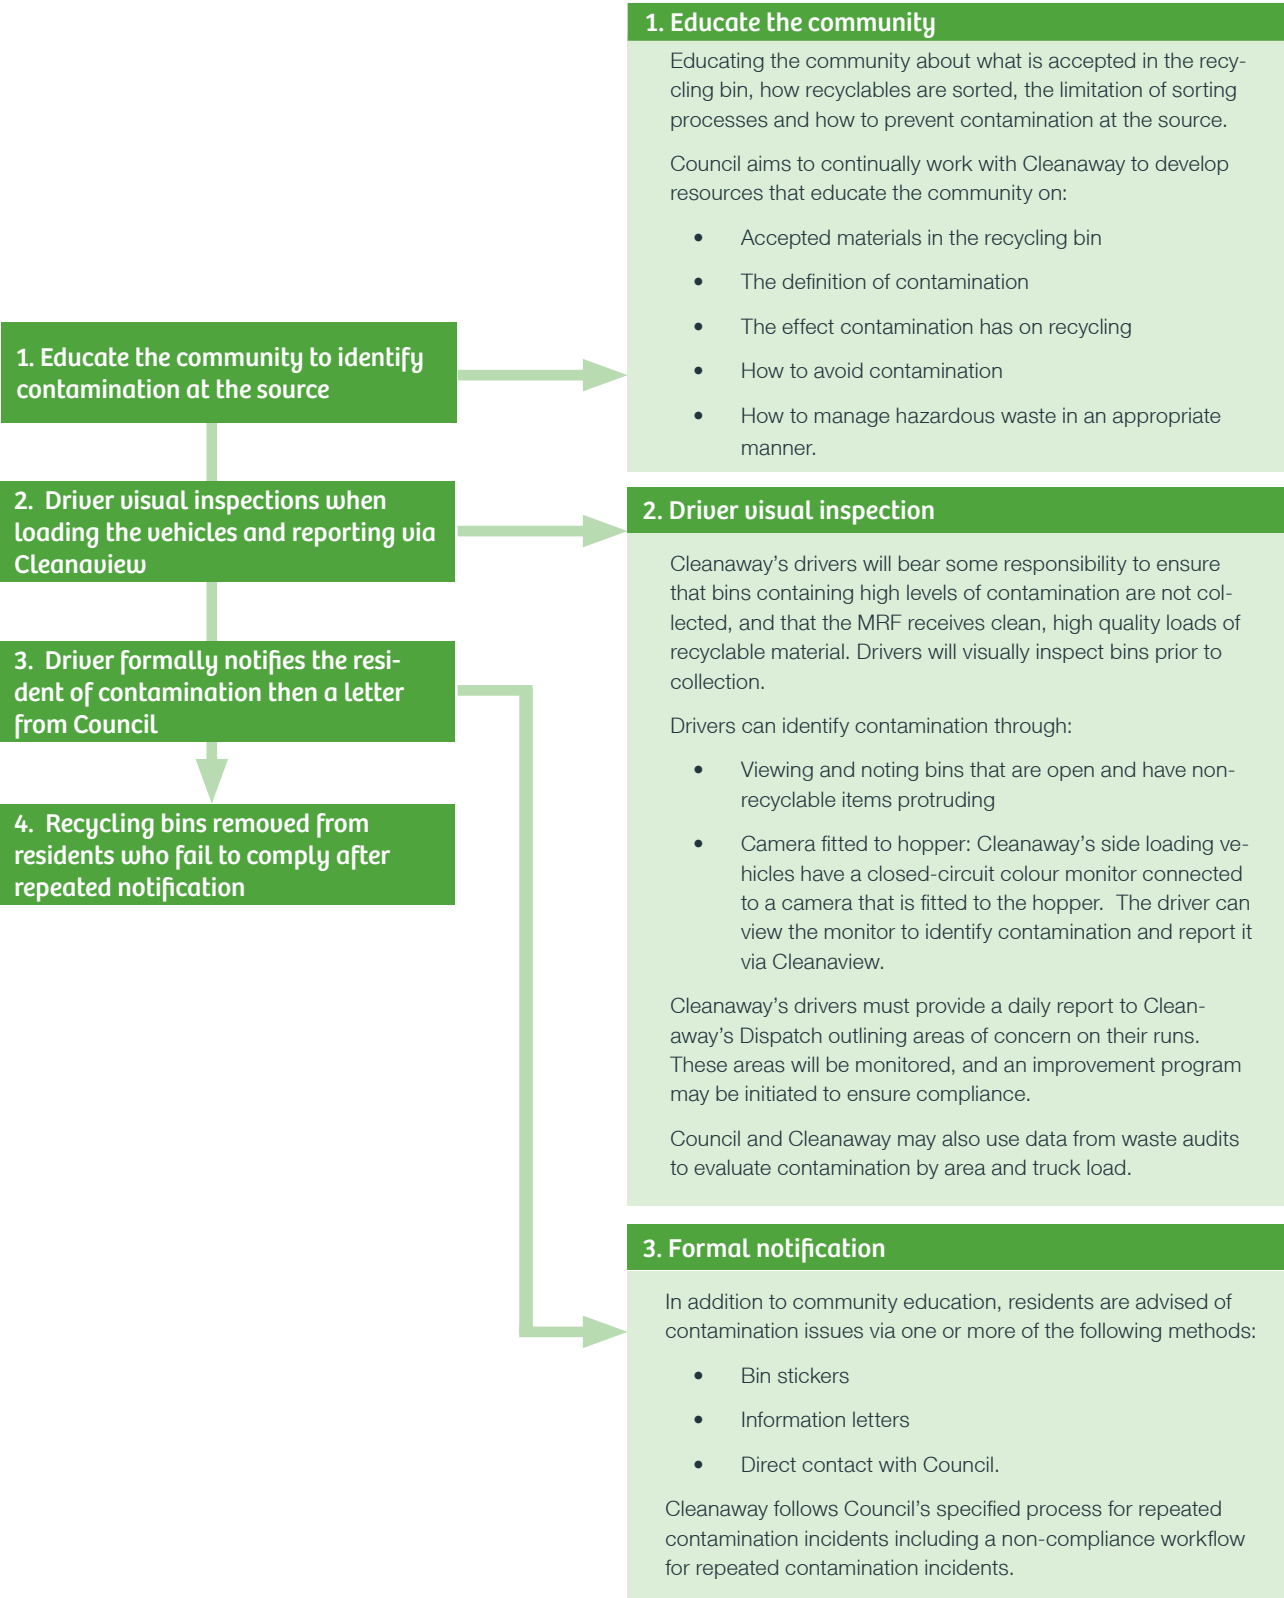 1. Educate the community to identify
contamination at the source
2.  Driver visual inspections when
loading the vehicles and reporting via
Cleanaview
3.  Driver formally notifies the resi-
dent of contamination then a letter
from Council
4.  Recycling bins removed from
residents who fail to comply after
repeated notification
1. Educate the community
Educating the community about what is accepted in the recy-
cling bin, how recyclables are sorted, the limitation of sorting
processes and how to prevent contamination at the source.
Council aims to continually work with Cleanaway to develop
resources that educate the community on:
• Accepted materials in the recycling bin
• The definition of contamination
• The effect contamination has on recycling
• How to avoid contamination
• How to manage hazardous waste in an appropriate
manner.
2. Driver visual inspection
Cleanaway’s drivers will bear some responsibility to ensure
that bins containing high levels of contamination are not col-
lected, and that the MRF receives clean, high quality loads of
recyclable material. Drivers will visually inspect bins prior to
collection.
Drivers can identify contamination through:
• Viewing and noting bins that are open and have non-
recyclable items protruding
• Camera fitted to hopper: Cleanaway’s side loading ve-
hicles have a closed-circuit colour monitor connected
to a camera that is fitted to the hopper.  The driver can
view the monitor to identify contamination and report it
via Cleanaview.
Cleanaway’s drivers must provide a daily report to Clean-
away’s Dispatch outlining areas of concern on their runs.
These areas will be monitored, and an improvement program
may be initiated to ensure compliance.
Council and Cleanaway may also use data from waste audits
to evaluate contamination by area and truck load.
3. Formal notification
In addition to community education, residents are advised of
contamination issues via one or more of the following methods:
• Bin stickers
• Information letters
• Direct contact with Council.
Cleanaway follows Council’s specified process for repeated
contamination incidents including a non-compliance workflow
for repeated contamination incidents.